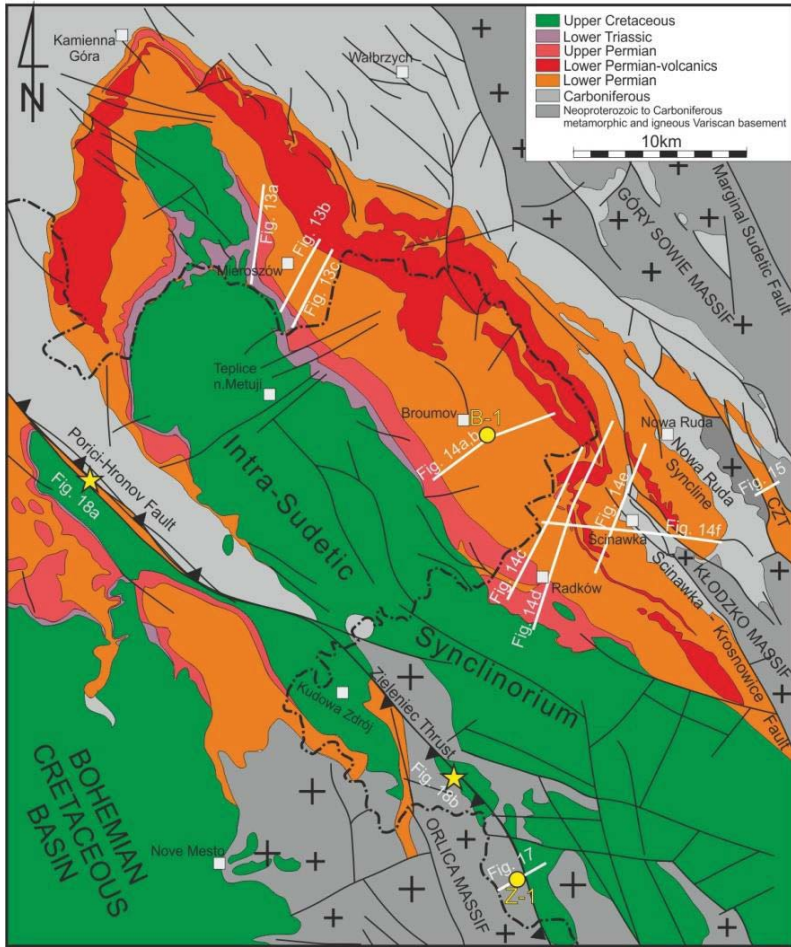 Upper Cretaceous
Lower Triassic
Upper Permian
Lower Permian-volcanics
Lower Permian
Carboniferous
Neoproterozoic to Carboniferous
metamorphic and igneous Variscan basement
10km
N
Kamienna
Góra
Wałbrzych
GÓRY SOWIE MASSIF
Marginal Sudetic Fault
Fig. 13a
Fig. 13b
Fig. 13c
Mieroszów
Teplice
n.Metují
Broumov
B-1
Fig. 14a,b
Nowa Ruda
Nowa Ruda
Syncline
Fig. 15
CZT
Porici-Hronov Fault
Fig. 18a
Intra-Sudetic
Synclinorium
Fig. 14e
Fig. 14f
Ścinawka
Ścinawka
Fig. 14c
Fig. 14d
Radków
KŁODZKO MASSIF
Krosnowice
Fault
Kudowa Zdrój
Zieleniec Thrust
Fig. 18b
BOHEMIAN
CRETACEOUS
BASIN
Nove Mesto
ORLICA MASSIF
Fig. 17
Z-1